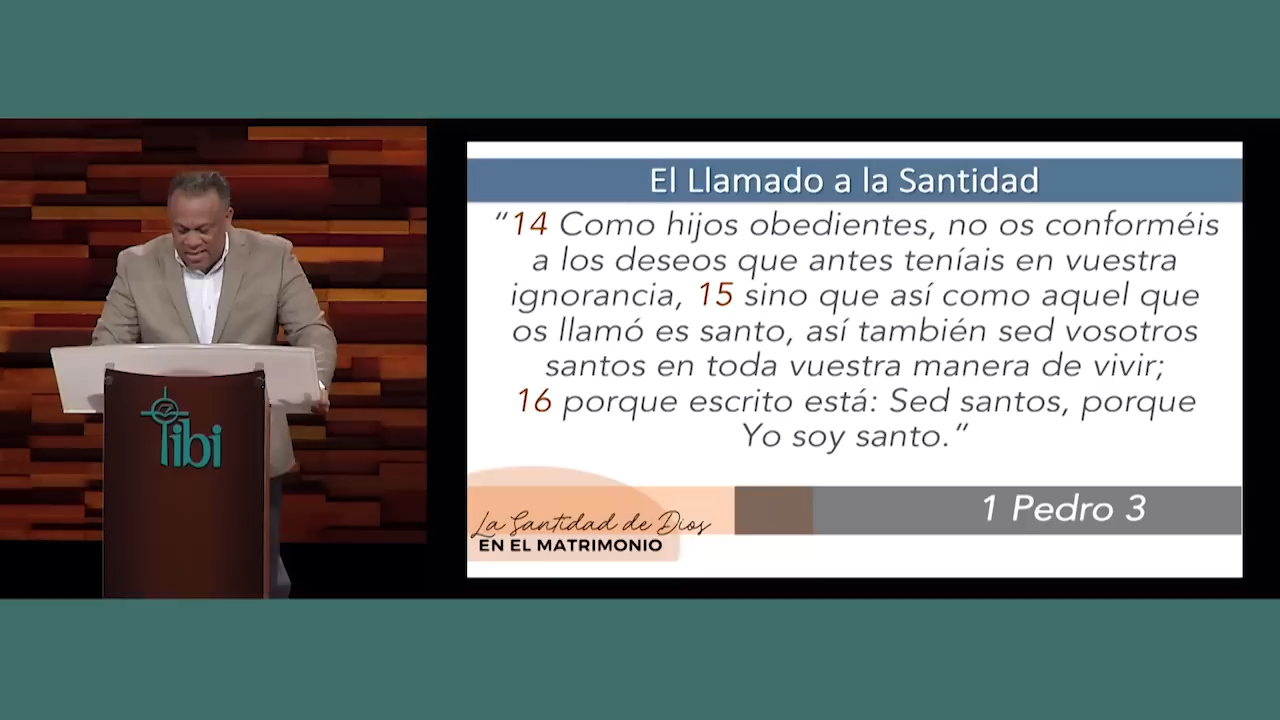 El Llamado a la Santidad
“14 Como hijos obedientes, no os conforméis
a los deseos que antes teníais en vuestra
ignorancia, 15 sino que así como aquel que
os llamó es santo, así también sed vosotros
santos en toda vuestra manera de vivir;
16 porque escrito está: Sed santos, porque
Yo soy santo.”
1 Pedro 3
La Santidad de Dios
EN EL MATRIMONIO
ibi